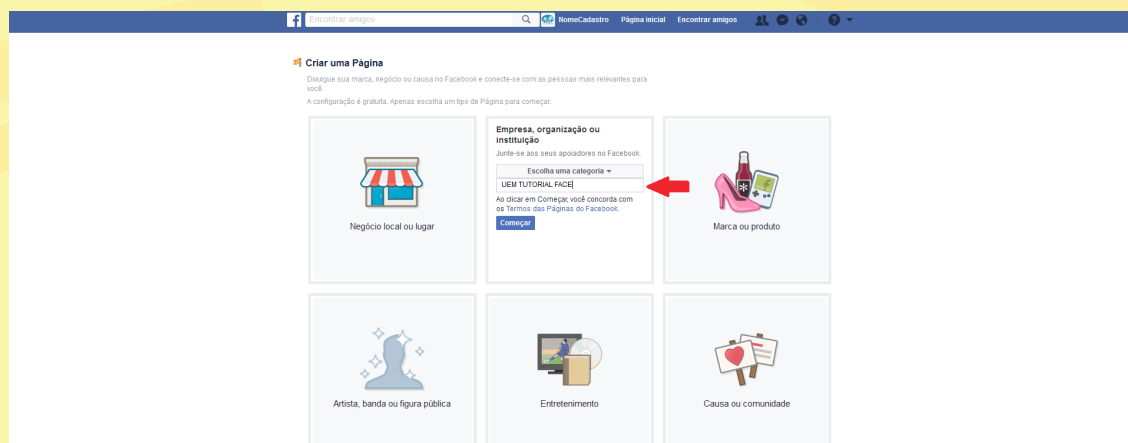 f Encontrar amigos NomeCadastro Página inicial Encontrar amigos
Criar uma Página
Divulgue sua marca, negócio ou causa no Facebook e conecte-se com as pessoas mais relevantes para
você.
A configuração é gratuita. Apenas escolha um tipo de Página para começar.
Empresa, organização ou
instituição
Junte-se aos seus apoiadores no Facebook.
Escolha uma categoria
UEM TUTORIAL FACE
Ao clicar em Começar, você concorda com
os Termos das Páginas do Facebook.
Começar
Negócio local ou lugar
Marca ou produto
Artista, banda ou figura pública
Entretenimento
Causa ou comunidade